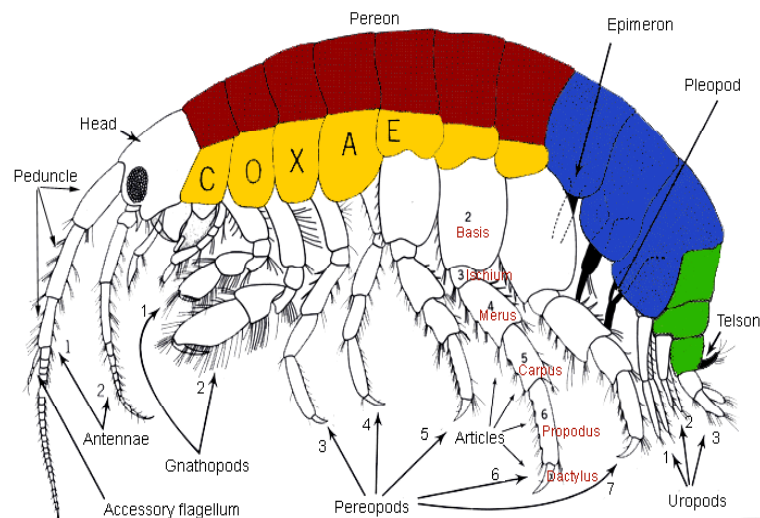 Pereon
Epimeron
Pleopod
Head
C O X A E
Peduncle
2
Basis
3 Ischium
4
Merus
Telson
1
5
Carpus
1
2
2
6
Propodus
Antennae
Gnathopods
3
4
5
Articles
6
Dactylus
7
1
2
3
Accessory flagellum
Pereopods
Uropods